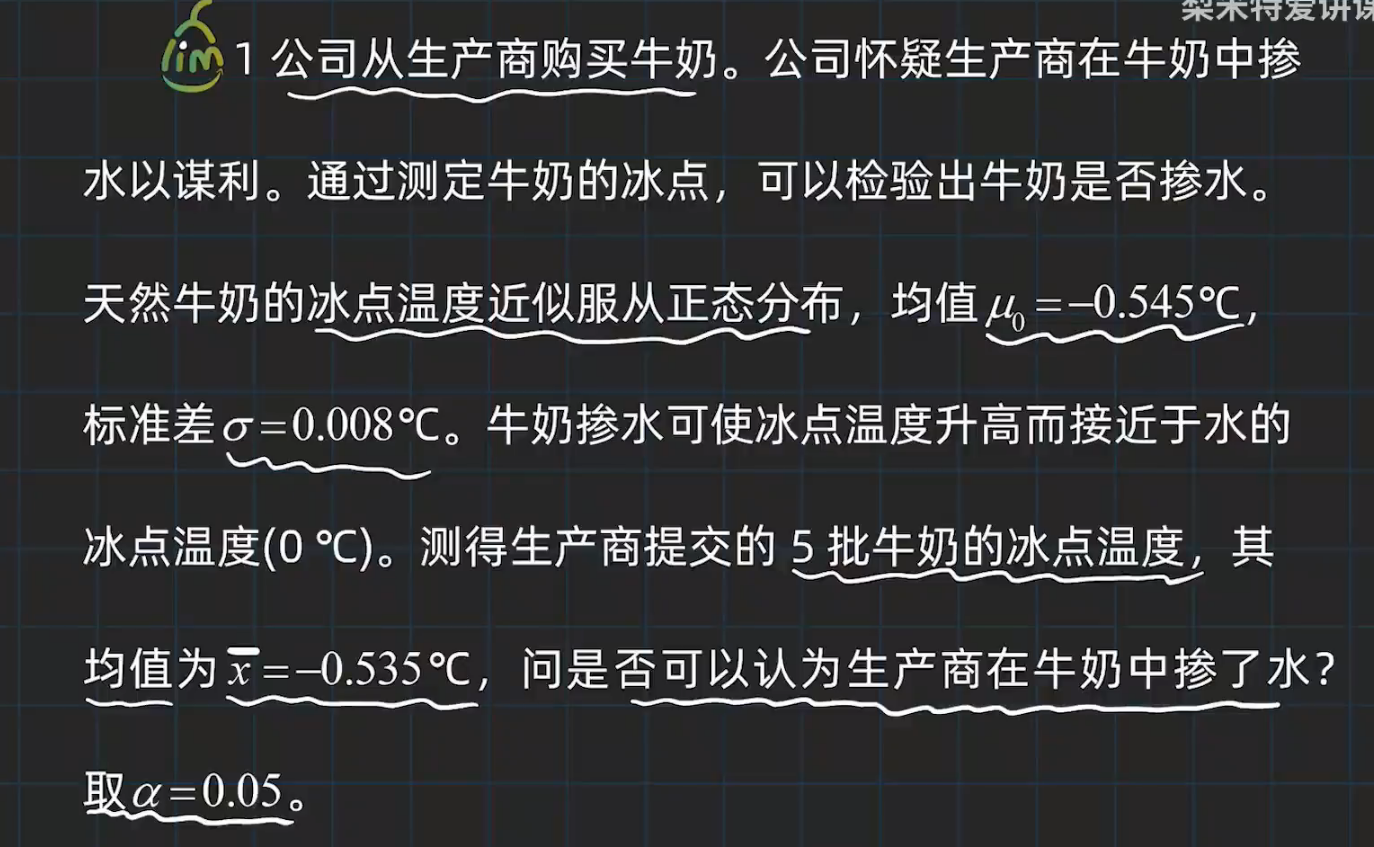 梨米特爱讲课
lim 1 公司从生产商购买牛奶。公司怀疑生产商在牛奶中掺
水以谋利。通过测定牛奶的冰点，可以检验出牛奶是否掺水。
天然牛奶的冰点温度近似服从正态分布，均值 μ₀ = −0.545℃，
标准差 σ = 0.008℃。牛奶掺水可使冰点温度升高而接近于水的
冰点温度(0 ℃)。测得生产商提交的 5 批牛奶的冰点温度，其
均值为 x̄ = −0.535℃，问是否可以认为生产商在牛奶中掺了水？
取 α = 0.05。